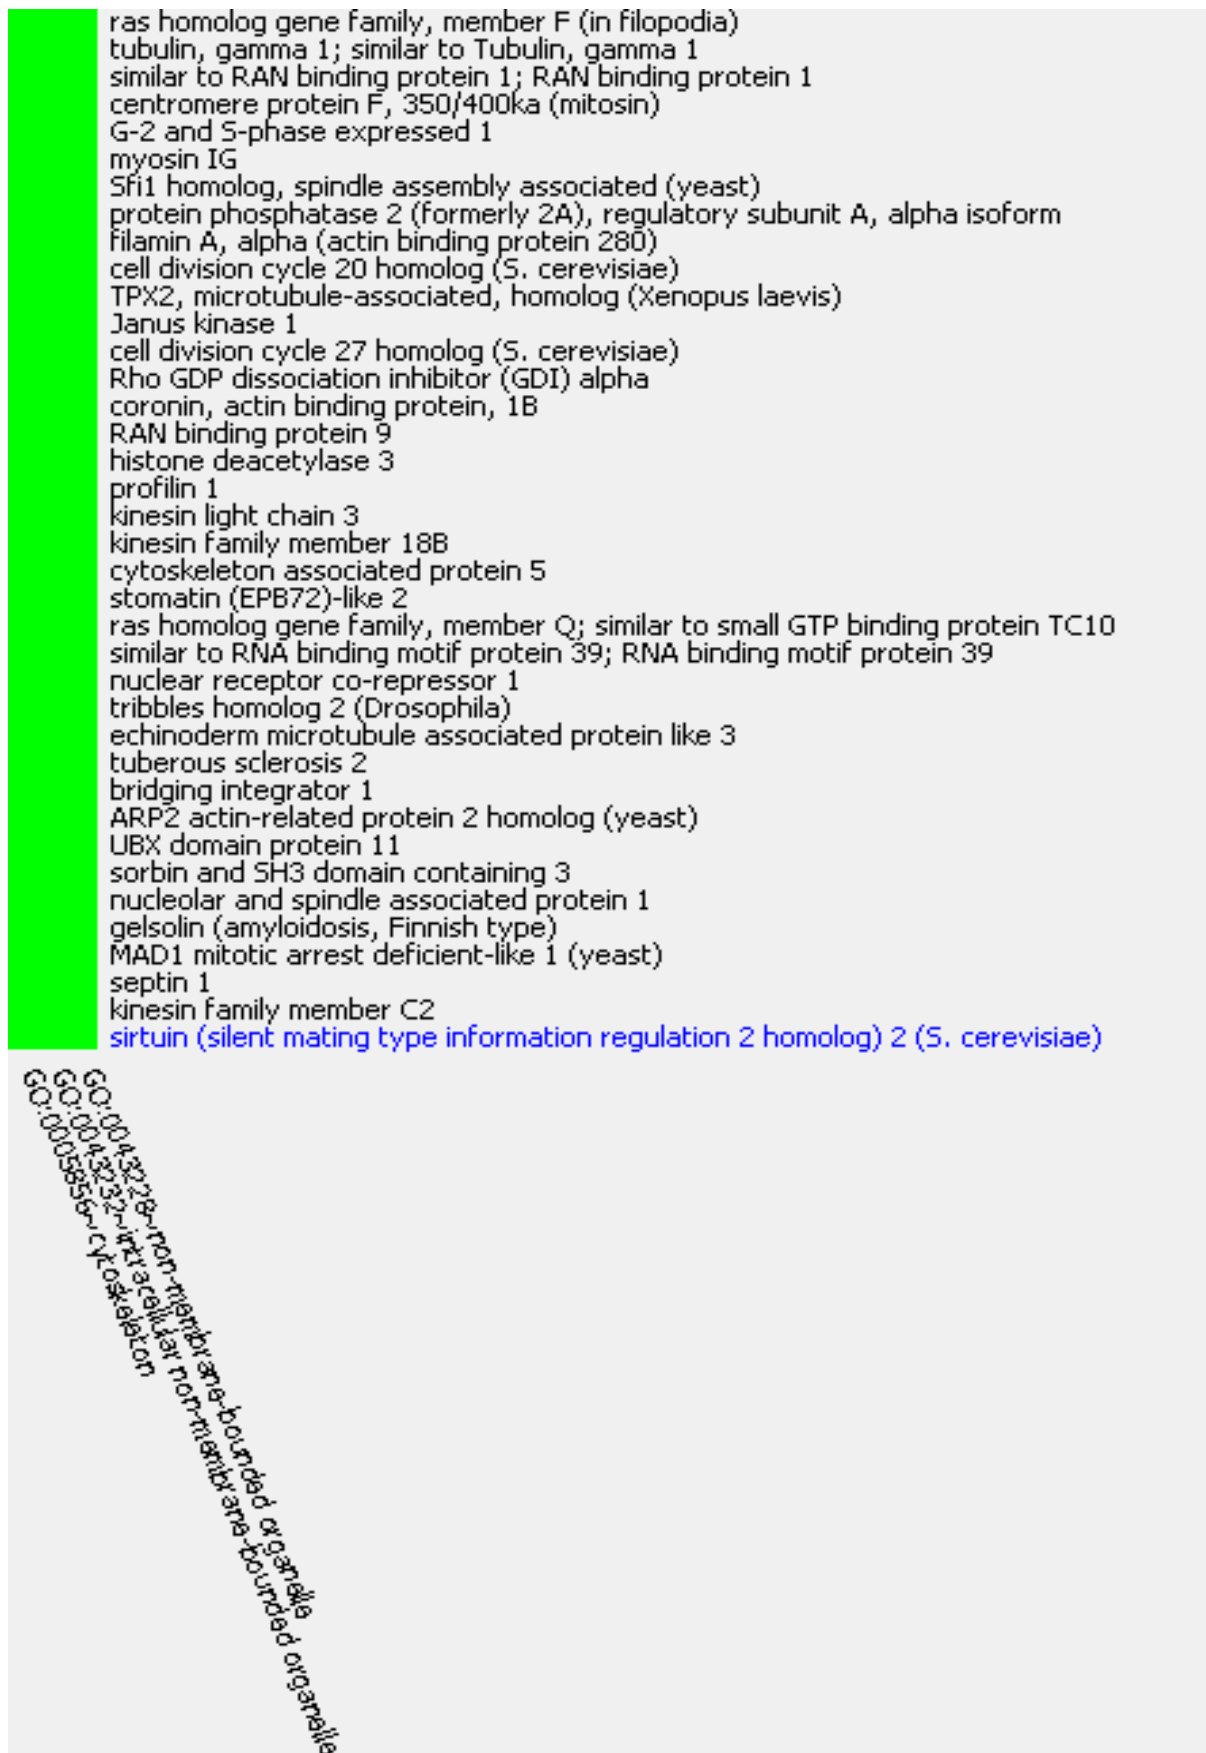 ras homolog gene family, member F (in filopodia)
tubulin, gamma 1; similar to Tubulin, gamma 1
similar to RAN binding protein 1; RAN binding protein 1
centromere protein F, 350/400ka (mitosin)
G-2 and S-phase expressed 1
myosin IG
Sfi1 homolog, spindle assembly associated (yeast)
protein phosphatase 2 (formerly 2A), regulatory subunit A, alpha isoform
filamin A, alpha (actin binding protein 280)
cell division cycle 20 homolog (S. cerevisiae)
TPX2, microtubule-associated, homolog (Xenopus laevis)
Janus kinase 1
cell division cycle 27 homolog (S. cerevisiae)
Rho GDP dissociation inhibitor (GDI) alpha
coronin, actin binding protein, 1B
RAN binding protein 9
histone deacetylase 3
profilin 1
kinesin light chain 3
kinesin family member 18B
cytoskeleton associated protein 5
stomatin (EPB72)-like 2
ras homolog gene family, member Q; similar to small GTP binding protein TC10
similar to RNA binding motif protein 39; RNA binding motif protein 39
nuclear receptor co-repressor 1
tribbles homolog 2 (Drosophila)
echinoderm microtubule associated protein like 3
tuberous sclerosis 2
bridging integrator 1
ARP2 actin-related protein 2 homolog (yeast)
UBX domain protein 11
sorbin and SH3 domain containing 3
nucleolar and spindle associated protein 1
gelsolin (amyloidosis, Finnish type)
MAD1 mitotic arrest deficient-like 1 (yeast)
septin 1
kinesin family member C2
sirtuin (silent mating type information regulation 2 homolog) 2 (S. cerevisiae)
GO:0005856~cytoskeleton
GO:0043232~intracellular non-membrane-bounded organelle
GO:0043228~non-membrane-bounded organelle